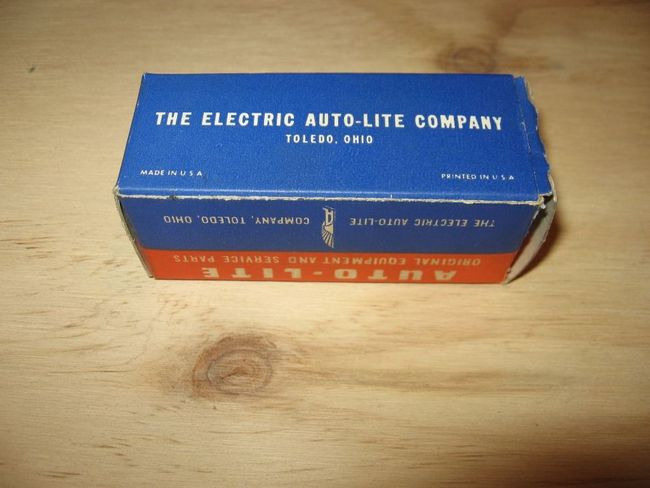 THE ELECTRIC AUTO-LITE COMPANY
TOLEDO, OHIO
MADE IN U S A
PRINTED IN U S A
THE ELECTRIC AUTO-LITE
COMPANY, TOLEDO, OHIO
AUTO-LITE
ORIGINAL EQUIPMENT AND SERVICE PARTS